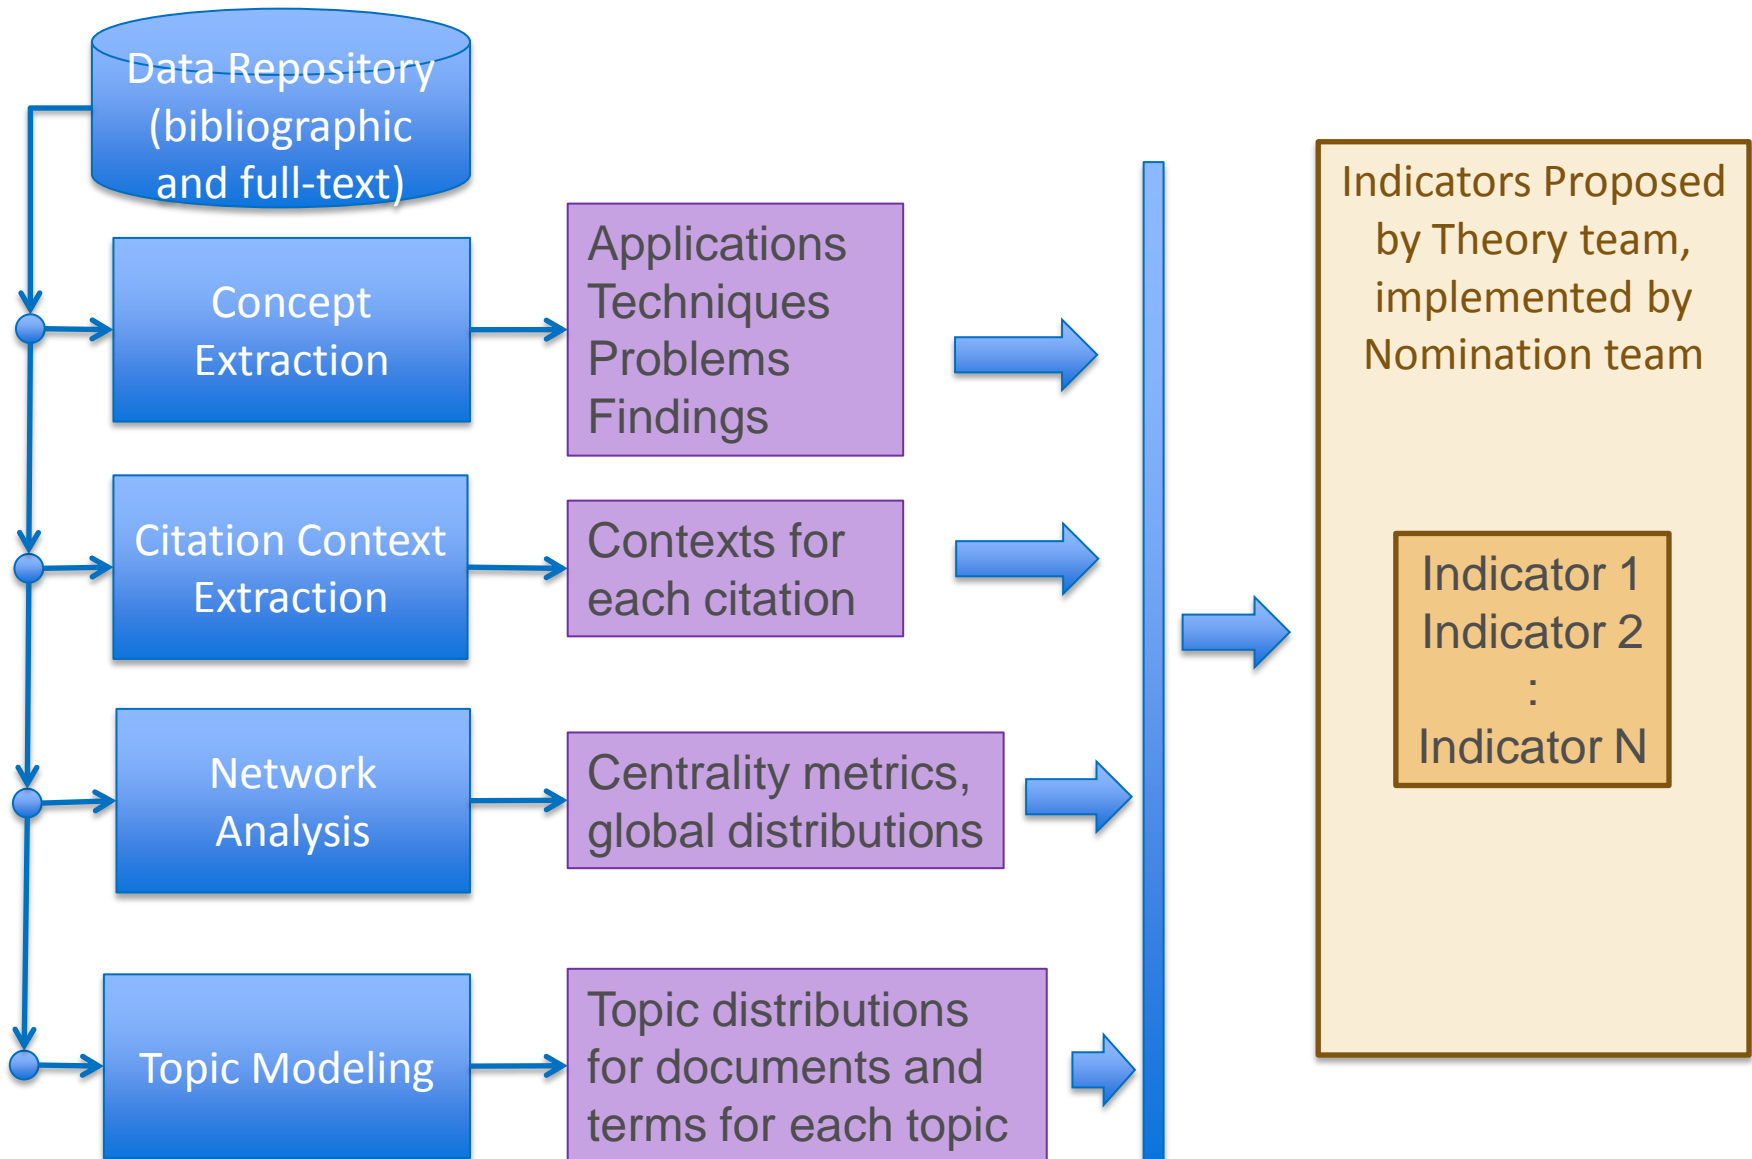 Data Repository
(bibliographic
and full-text)
Concept
Extraction
Applications
Techniques
Problems
Findings
Citation Context
Extraction
Contexts for
each citation
Network
Analysis
Centrality metrics,
global distributions
Topic Modeling
Topic distributions
for documents and
terms for each topic
Indicators Proposed
by Theory team,
implemented by
Nomination team
Indicator 1
Indicator 2
:
Indicator N